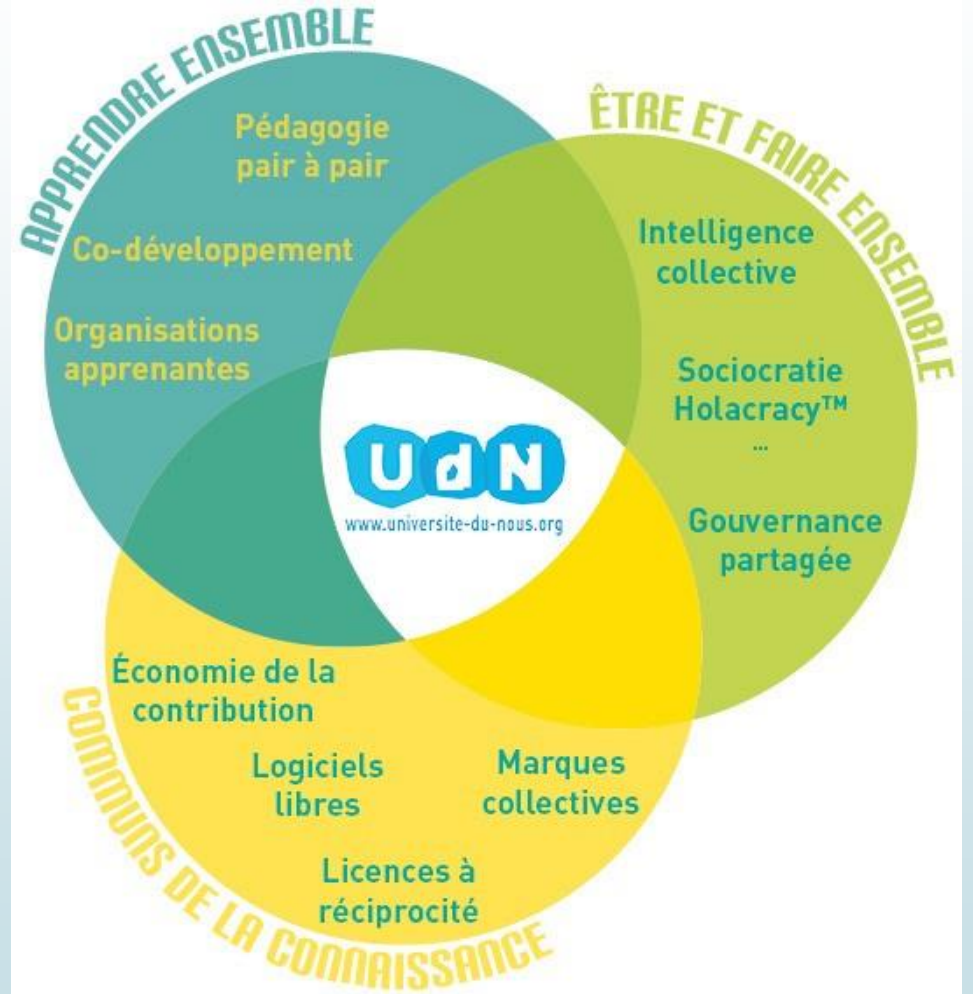 APPRENDRE ENSEMBLE
Pédagogie
pair à pair
Co-développement
Organisations
apprenantes
ÊTRE ET FAIRE ENSEMBLE
Intelligence
collective
Sociocratie
Holacracy™
...
Gouvernance
partagée
UdN
www.universite-du-nous.org
COMMUNS DE LA CONNAISSANCE
Économie de la
contribution
Logiciels
libres
Marques
collectives
Licences à
réciprocité